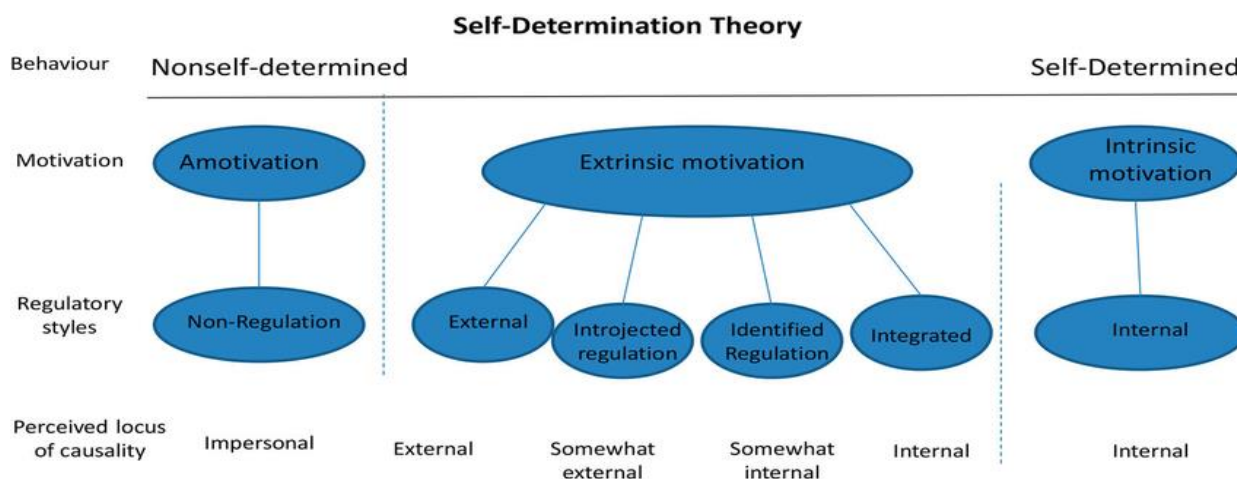 Self-Determination Theory
Behaviour
Nonself-determined
Self-Determined
Motivation
Amotivation
Extrinsic motivation
Intrinsic
motivation
Regulatory
styles
Non-Regulation
External
Introjected
regulation
Identified
Regulation
Integrated
Internal
Perceived locus
of causality
Impersonal
External
Somewhat
external
Somewhat
internal
Internal
Internal